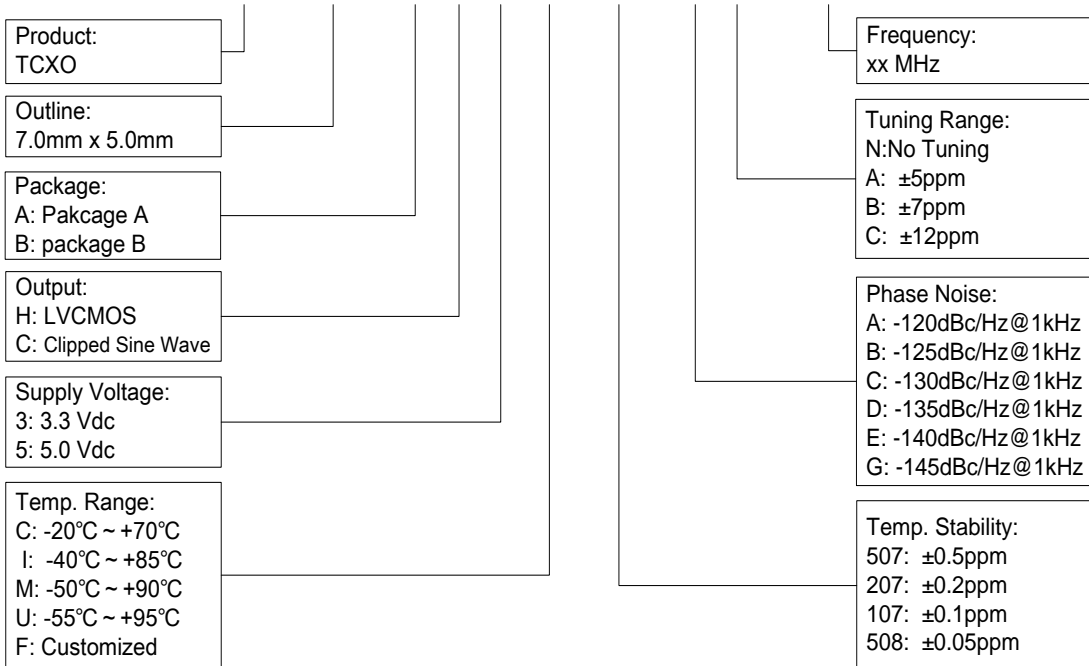 Product:
TCXO
Outline:
7.0mm x 5.0mm
Package:
A: Pakcage A
B: package B
Output:
H: LVCMOS
C: Clipped Sine Wave
Supply Voltage:
3: 3.3 Vdc
5: 5.0 Vdc
Temp. Range:
C: -20℃ ~ +70℃
I: -40℃ ~ +85℃
M: -50℃ ~ +90℃
U: -55℃ ~ +95℃
F: Customized
Frequency:
xx MHz
Tuning Range:
N:No Tuning
A: ±5ppm
B: ±7ppm
C: ±12ppm
Phase Noise:
A: -120dBc/Hz@1kHz
B: -125dBc/Hz@1kHz
C: -130dBc/Hz@1kHz
D: -135dBc/Hz@1kHz
E: -140dBc/Hz@1kHz
G: -145dBc/Hz@1kHz
Temp. Stability:
507: ±0.5ppm
207: ±0.2ppm
107: ±0.1ppm
508: ±0.05ppm